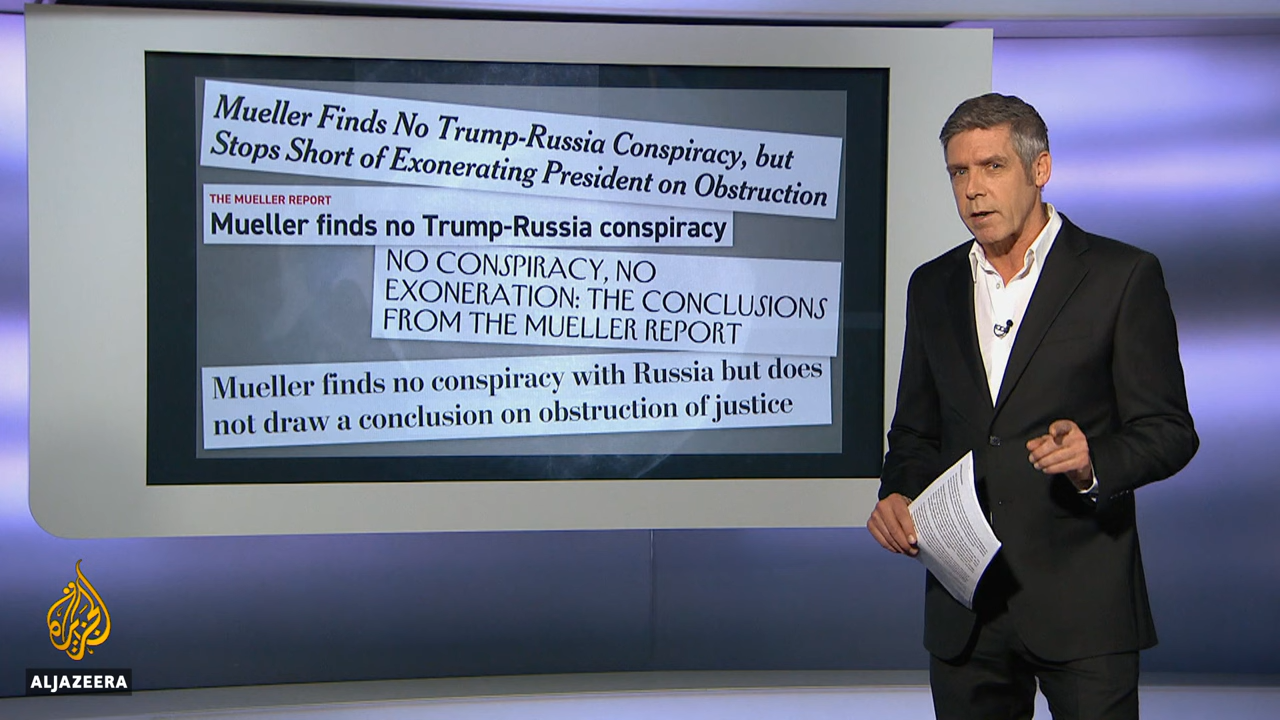 Mueller Finds No Trump-Russia Conspiracy, but
Stops Short of Exonerating President on Obstruction
THE MUELLER REPORT
Mueller finds no Trump-Russia conspiracy
NO CONSPIRACY, NO
EXONERATION: THE CONCLUSIONS
FROM THE MUELLER REPORT
Mueller finds no conspiracy with Russia but does
not draw a conclusion on obstruction of justice
الجزيرة
ALJAZEERA